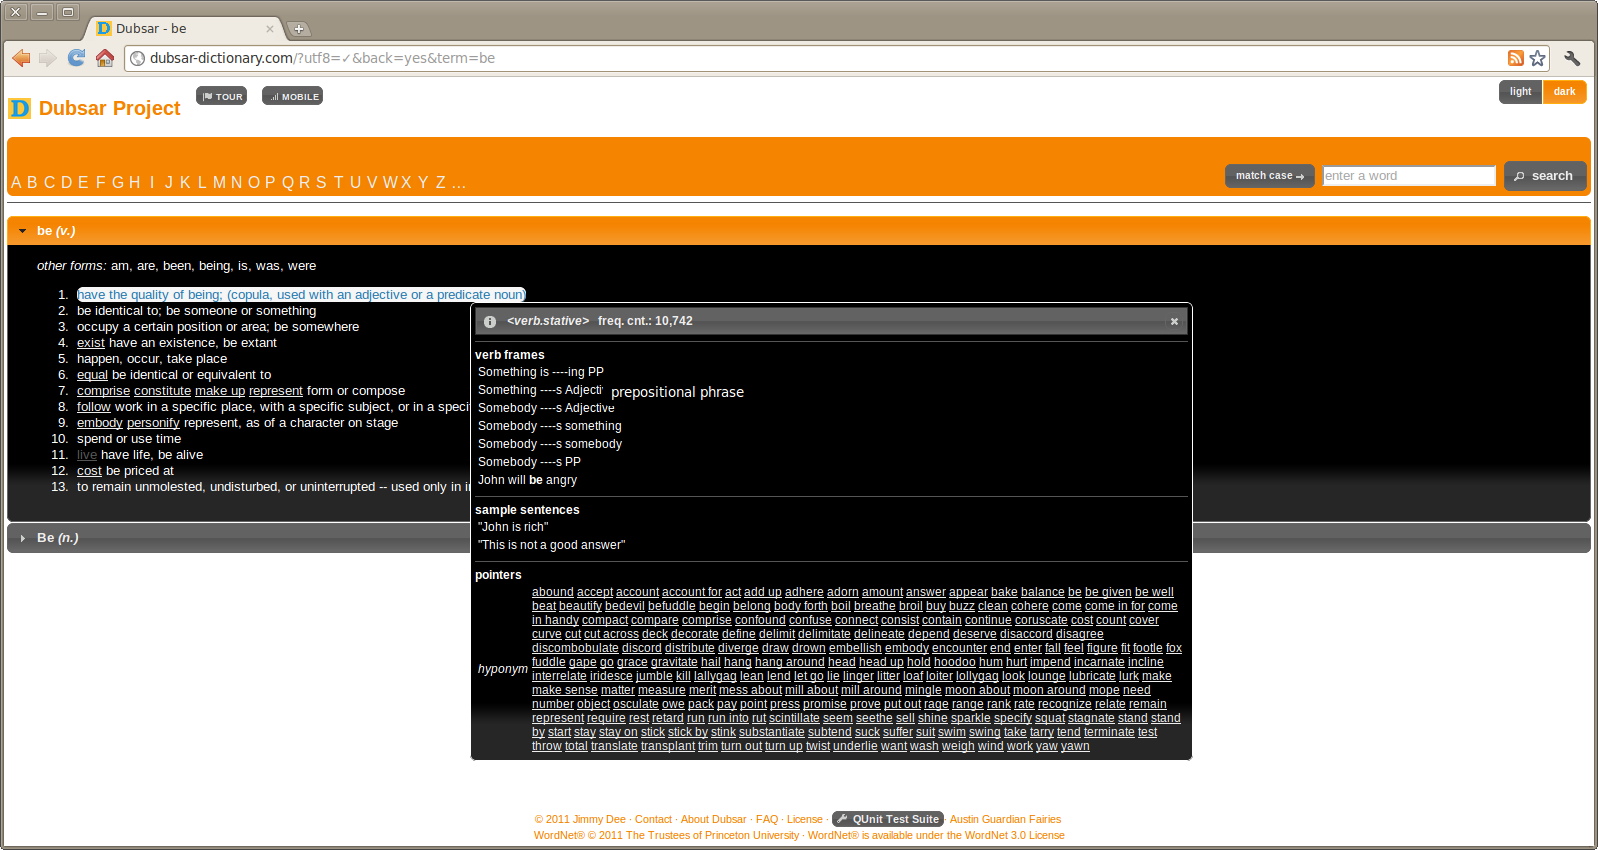 Dubsar - be
dubsar-dictionary.com/?utf8=✓&back=yes&term=be
D Dubsar Project
TOUR
MOBILE
light
dark
A B C D E F G H I J K L M N O P Q R S T U V W X Y Z ...
match case →
enter a word
search
be (v.)
other forms: am, are, been, being, is, was, were
1. have the quality of being; (copula, used with an adjective or a predicate noun)
2. be identical to; be someone or something
3. occupy a certain position or area; be somewhere
4. exist have an existence, be extant
5. happen, occur, take place
6. equal be identical or equivalent to
7. comprise constitute make up represent form or compose
8. follow work in a specific place, with a specific subject, or in a specif
9. embody personify represent, as of a character on stage
10. spend or use time
11. live have life, be alive
12. cost be priced at
13. to remain unmolested, undisturbed, or uninterrupted -- used only in in
Be (n.)
<verb.stative> freq. cnt.: 10,742
verb frames
Something is ----ing PP
Something ----s Adjecti
prepositional phrase
Somebody ----s Adjective
Somebody ----s something
Somebody ----s somebody
Somebody ----s PP
John will be angry
sample sentences
"John is rich"
"This is not a good answer"
pointers
hyponym
abound accept account account for act add up adhere adorn amount answer appear bake balance be be given be well
beat beautify bedevil befuddle begin belong body forth boil breathe broil buy buzz clean cohere come come in for come
in handy compact compare comprise confound confuse connect consist contain continue coruscate cost count cover
curve cut cut across deck decorate define delimit delimitate delineate depend deserve disaccord disagree
discombobulate discord distribute diverge draw drown embellish embody encounter end enter fall feel figure fit footle fox
fuddle gape go grace gravitate hail hang hang around head head up hold hoodoo hum hurt impend incarnate incline
interrelate iridesce jumble kill lallygag lean lend let go lie linger litter loaf loiter lollygag look lounge lubricate lurk make
make sense matter measure merit mess about mill about mill around mingle moon about moon around mope need
number object osculate owe pack pay point press promise prove put out rage range rank rate recognize relate remain
represent require rest retard run run into rut scintillate seem seethe sell shine sparkle specify squat stagnate stand stand
by start stay stay on stick stick by stink substantiate subtend suck suffer suit swim swing take tarry tend terminate test
throw total translate transplant trim turn out turn up twist underlie want wash weigh wind work yaw yawn
© 2011 Jimmy Dee · Contact · About Dubsar · FAQ · License · QUnit Test Suite · Austin Guardian Fairies
WordNet® © 2011 The Trustees of Princeton University · WordNet® is available under the WordNet 3.0 License